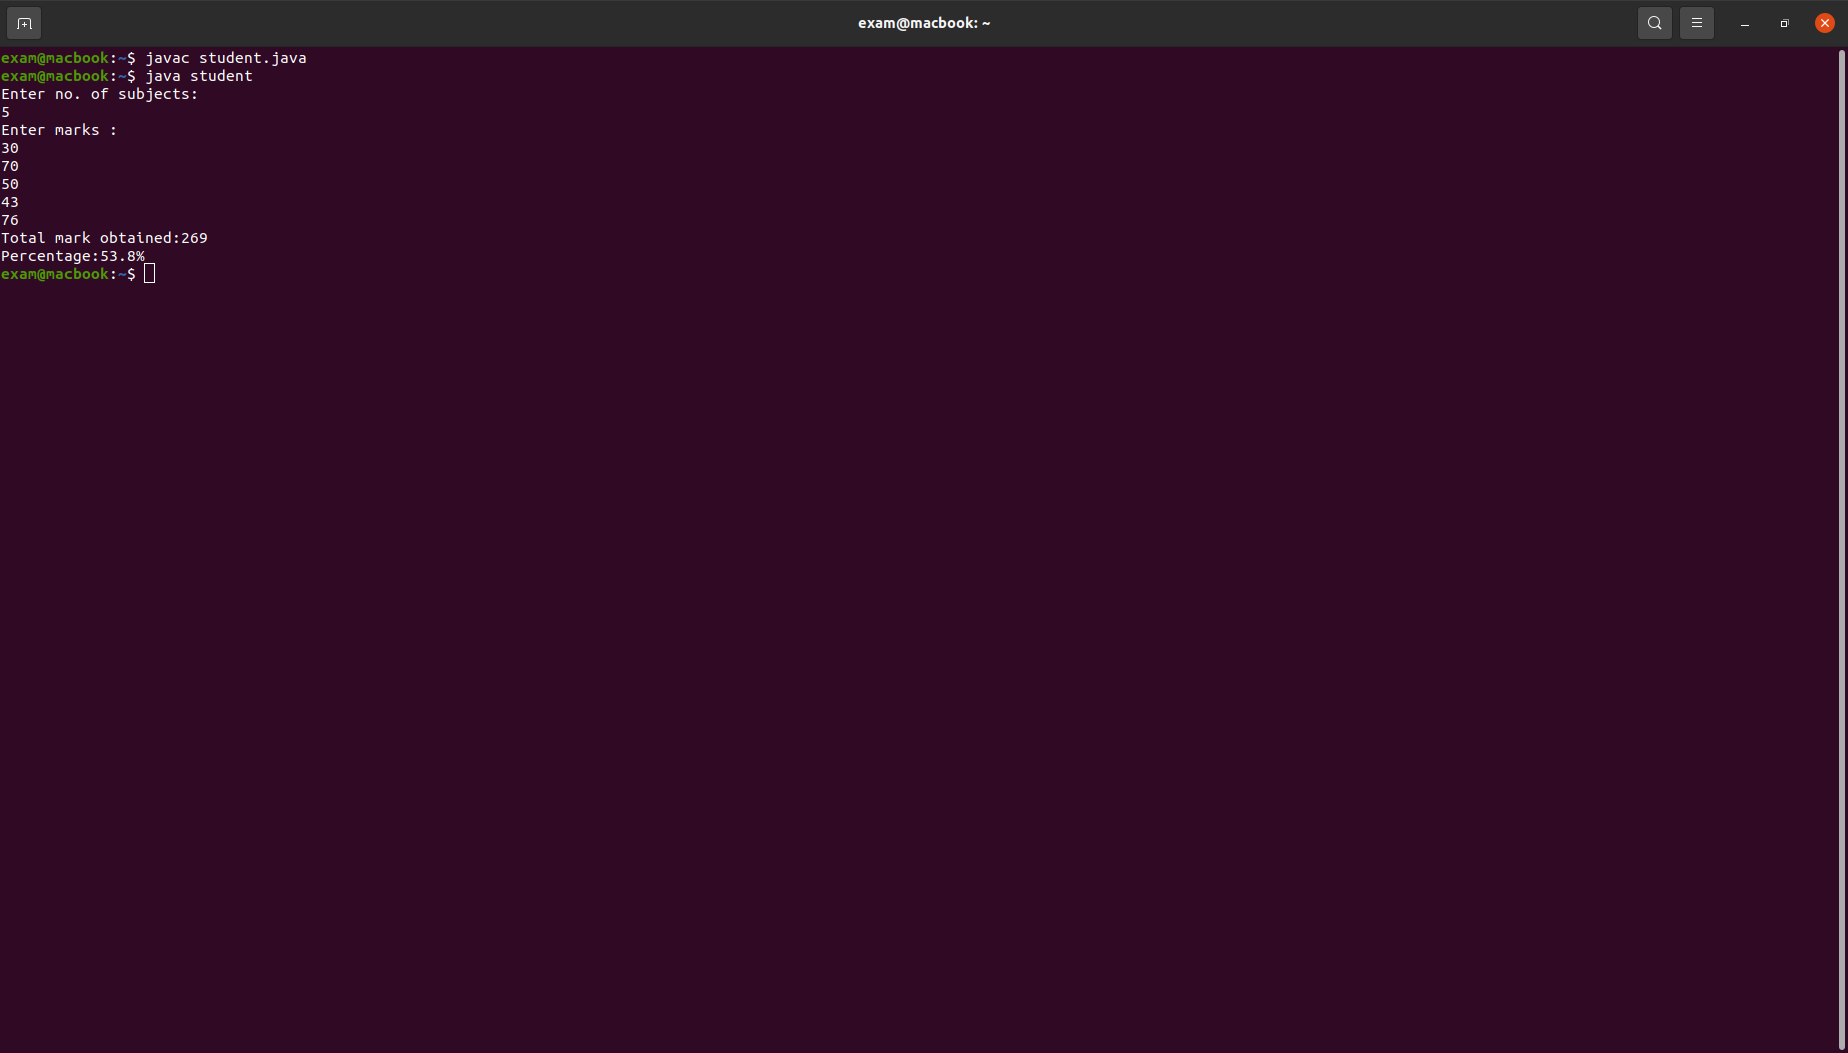 exam@macbook: ~
exam@macbook:~$ javac student.java
exam@macbook:~$ java student
Enter no. of subjects:
5
Enter marks :
30
70
50
43
76
Total mark obtained:269
Percentage:53.8%
exam@macbook:~$